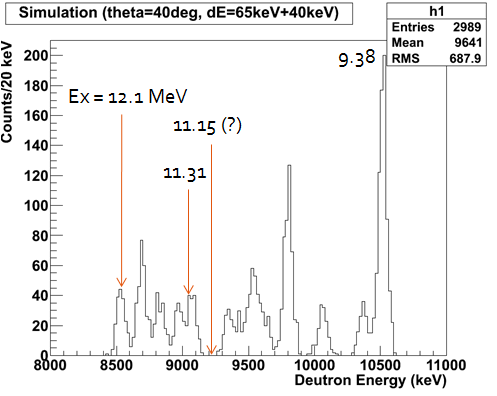 Simulation (theta=40deg, dE=65keV+40keV)
h1
Entries 2989
Mean 9641
RMS 687.9
Counts/20 keV
200
180
160
140
120
100
80
60
40
20
0
9.38
Ex = 12.1 MeV
11.15 (?)
11.31
8000 8500 9000 9500 10000 10500 11000
Deutron Energy (keV)